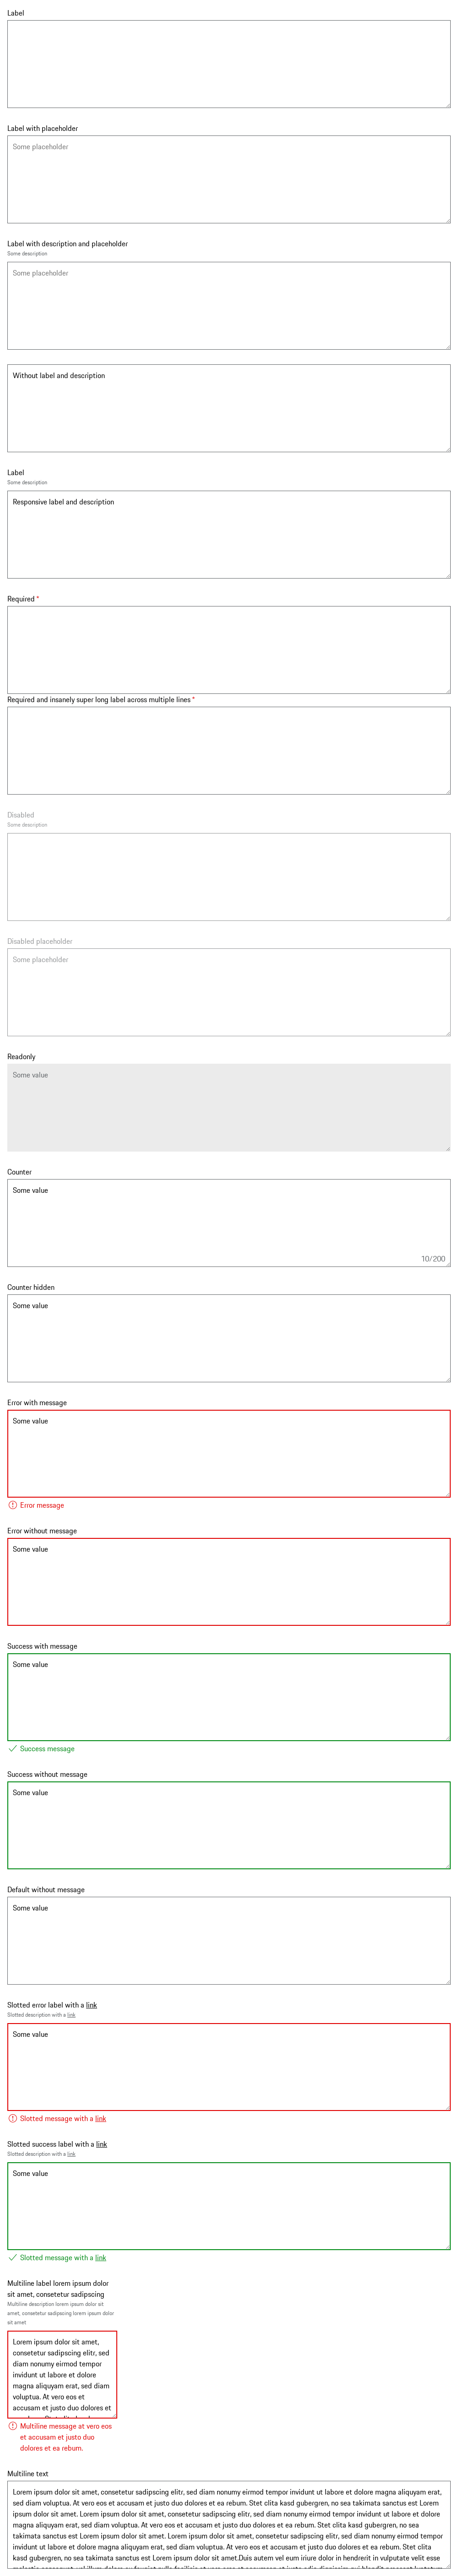 Label
Label with placeholder
Some placeholder
Label with description and placeholder
Some description
Some placeholder
Without label and description
Label
Some description
Responsive label and description
Required *
Required and insanely super long label across multiple lines *
Disabled
Some description
Disabled placeholder
Some placeholder
Readonly
Some value
Counter
Some value
10/200
Counter hidden
Some value
Error with message
Some value
Error message
Error without message
Some value
Success with message
Some value
Success message
Success without message
Some value
Default without message
Some value
Slotted error label with a link
Slotted description with a link
Some value
Slotted message with a link
Slotted success label with a link
Slotted description with a link
Some value
Slotted message with a link
Multiline label lorem ipsum dolor
sit amet, consetetur sadipscing
Multiline description lorem ipsum dolor sit
amet, consetetur sadipscing lorem ipsum dolor
sit amet
Lorem ipsum dolor sit amet,
consetetur sadipscing elitr, sed
diam nonumy eirmod tempor
invidunt ut labore et dolore
magna aliquyam erat, sed diam
voluptua. At vero eos et
accusam et justo duo dolores et
Multiline message at vero eos
et accusam et justo duo
dolores et ea rebum.
Multiline text
Lorem ipsum dolor sit amet, consetetur sadipscing elitr, sed diam nonumy eirmod tempor invidunt ut labore et dolore magna aliquyam erat,
sed diam voluptua. At vero eos et accusam et justo duo dolores et ea rebum. Stet clita kasd gubergren, no sea takimata sanctus est Lorem
ipsum dolor sit amet. Lorem ipsum dolor sit amet, consetetur sadipscing elitr, sed diam nonumy eirmod tempor invidunt ut labore et dolore
magna aliquyam erat, sed diam voluptua. At vero eos et accusam et justo duo dolores et ea rebum. Stet clita kasd gubergren, no sea
takimata sanctus est Lorem ipsum dolor sit amet. Lorem ipsum dolor sit amet, consetetur sadipscing elitr, sed diam nonumy eirmod tempor
invidunt ut labore et dolore magna aliquyam erat, sed diam voluptua. At vero eos et accusam et justo duo dolores et ea rebum. Stet clita
kasd gubergren, no sea takimata sanctus est Lorem ipsum dolor sit amet.Duis autem vel eum iriure dolor in hendrerit in vulputate velit esse